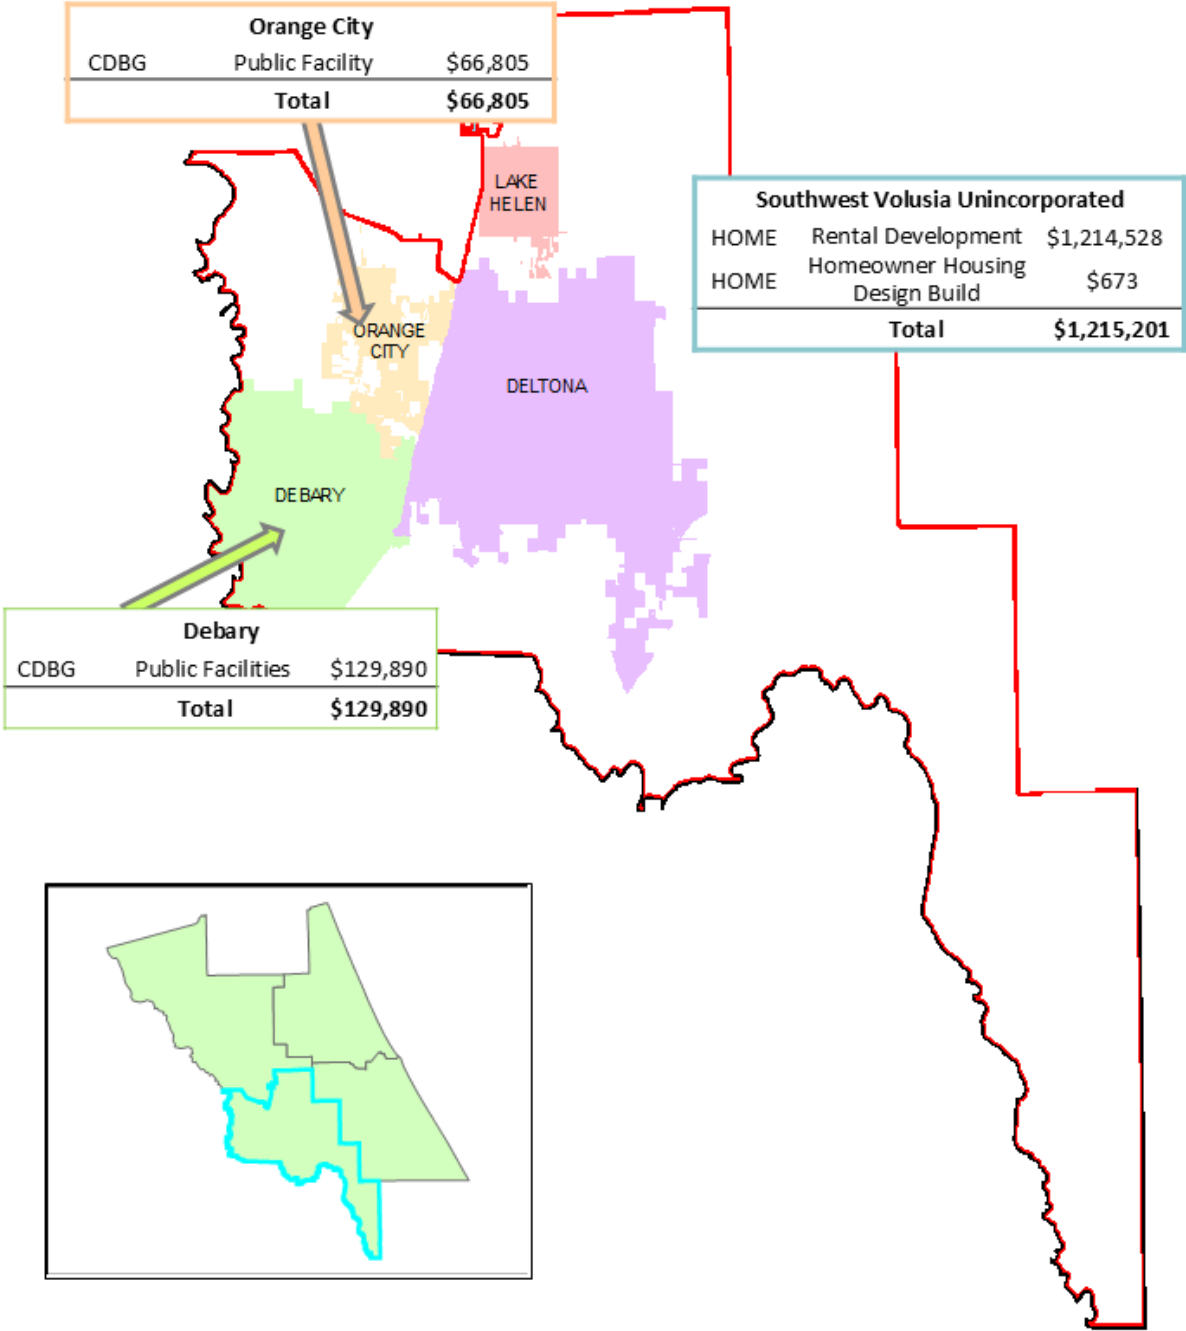 Orange City
CDBG Public Facility $66,805
Total $66,805
LAKE
HELEN
Southwest Volusia Unincorporated
HOME Rental Development $1,214,528
HOME Homeowner Housing Design Build $673
Total $1,215,201
ORANGE
CITY
DELTONA
DEBARY
Debary
CDBG Public Facilities $129,890
Total $129,890